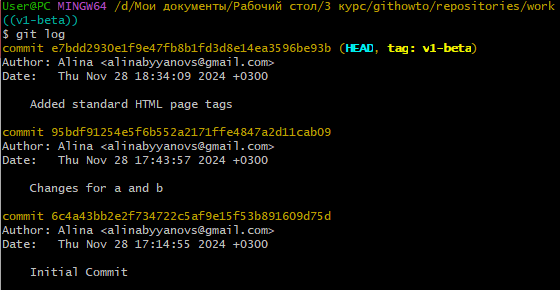 User@PC MINGW64 /d/Мои документы/Рабочий стол/3 курс/githowto/repositories/work
((v1-beta))
$ git log
commit e7bdd2930e1f9e47fb8b1fd3d8e14ea3596be93b (HEAD, tag: v1-beta)
Author: Alina <alinabyyanovs@gmail.com>
Date:   Thu Nov 28 18:34:09 2024 +0300
    Added standard HTML page tags
commit 95bdf91254e5f6b552a2171ffe4847a2d11cab09
Author: Alina <alinabyyanovs@gmail.com>
Date:   Thu Nov 28 17:43:57 2024 +0300
    Changes for a and b
commit 6c4a43bb2e2f734722c5af9e15f53b891609d75d
Author: Alina <alinabyyanovs@gmail.com>
Date:   Thu Nov 28 17:14:55 2024 +0300
    Initial Commit